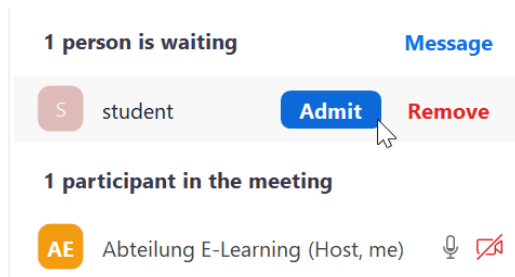 1 person is waiting Message
S student Admit Remove
1 participant in the meeting
AE Abteilung E-Learning (Host, me)